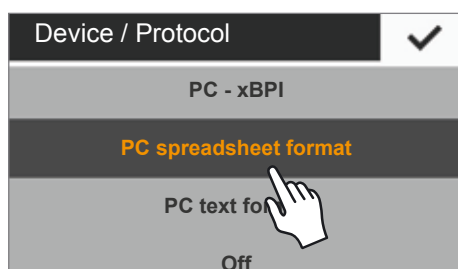 Device / Protocol
PC - xBPI
PC spreadsheet format
PC text
Off